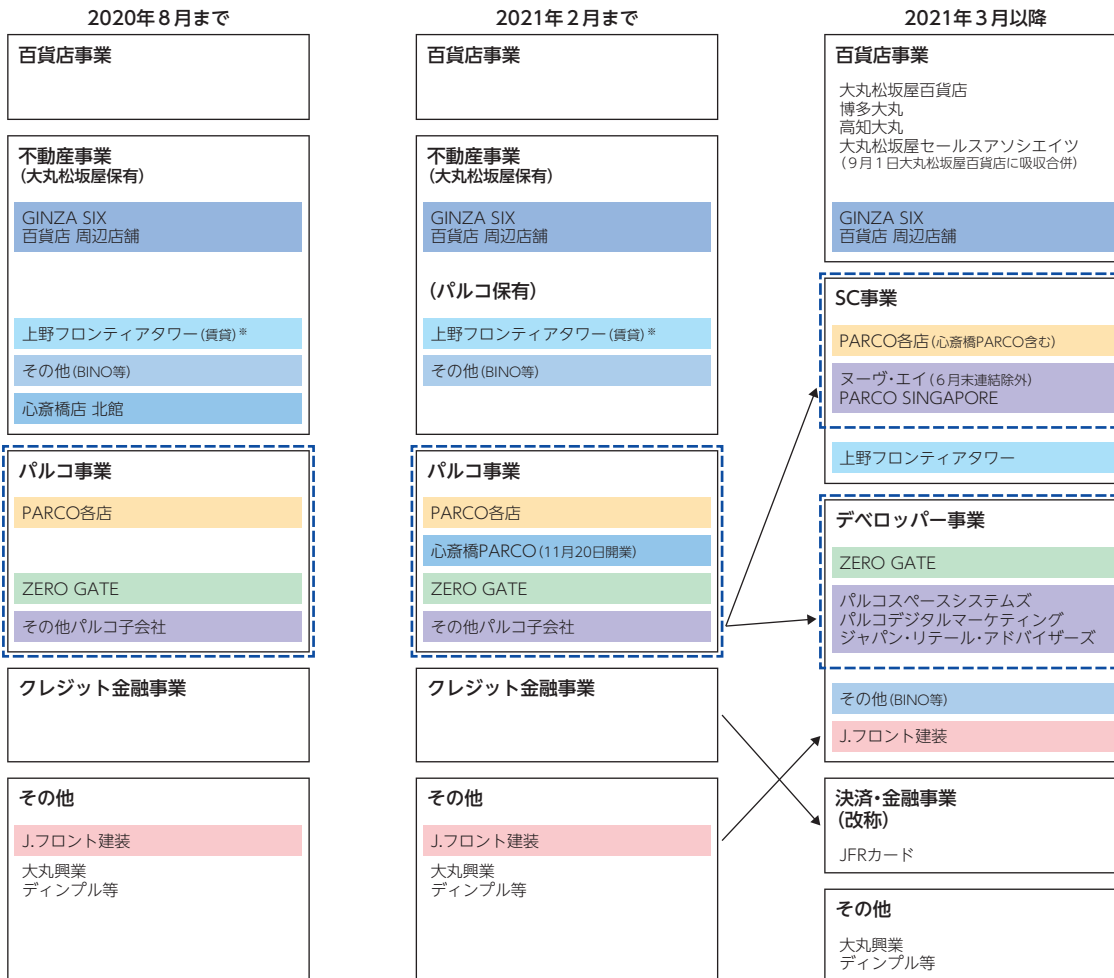 2020年8月まで
百貨店事業
不動産事業
(大丸松坂屋保有)
GINZA SIX
百貨店 周辺店舗
上野フロンティアタワー(賃貸)※
その他(BINO等)
心斎橋店 北館
パルコ事業
PARCO各店
ZERO GATE
その他パルコ子会社
クレジット金融事業
その他
J.フロント建装
大丸興業
ディンプル等
2021年2月まで
百貨店事業
不動産事業
(大丸松坂屋保有)
GINZA SIX
百貨店 周辺店舗
(パルコ保有)
上野フロンティアタワー(賃貸)※
その他(BINO等)
パルコ事業
PARCO各店
心斎橋PARCO(11月20日開業)
ZERO GATE
その他パルコ子会社
クレジット金融事業
その他
J.フロント建装
大丸興業
ディンプル等
2021年3月以降
百貨店事業
大丸松坂屋百貨店
博多大丸
高知大丸
大丸松坂屋セールスアソシエイツ
(9月1日大丸松坂屋百貨店に吸収合併)
GINZA SIX
百貨店 周辺店舗
SC事業
PARCO各店(心斎橋PARCO含む)
ヌーヴ・エイ(6月末連結除外)
PARCO SINGAPORE
上野フロンティアタワー
デベロッパー事業
ZERO GATE
パルコスペースシステムズ
パルコデジタルマーケティング
ジャパン・リテール・アドバイザーズ
その他(BINO等)
J.フロント建装
決済・金融事業
(改称)
JFRカード
その他
大丸興業
ディンプル等